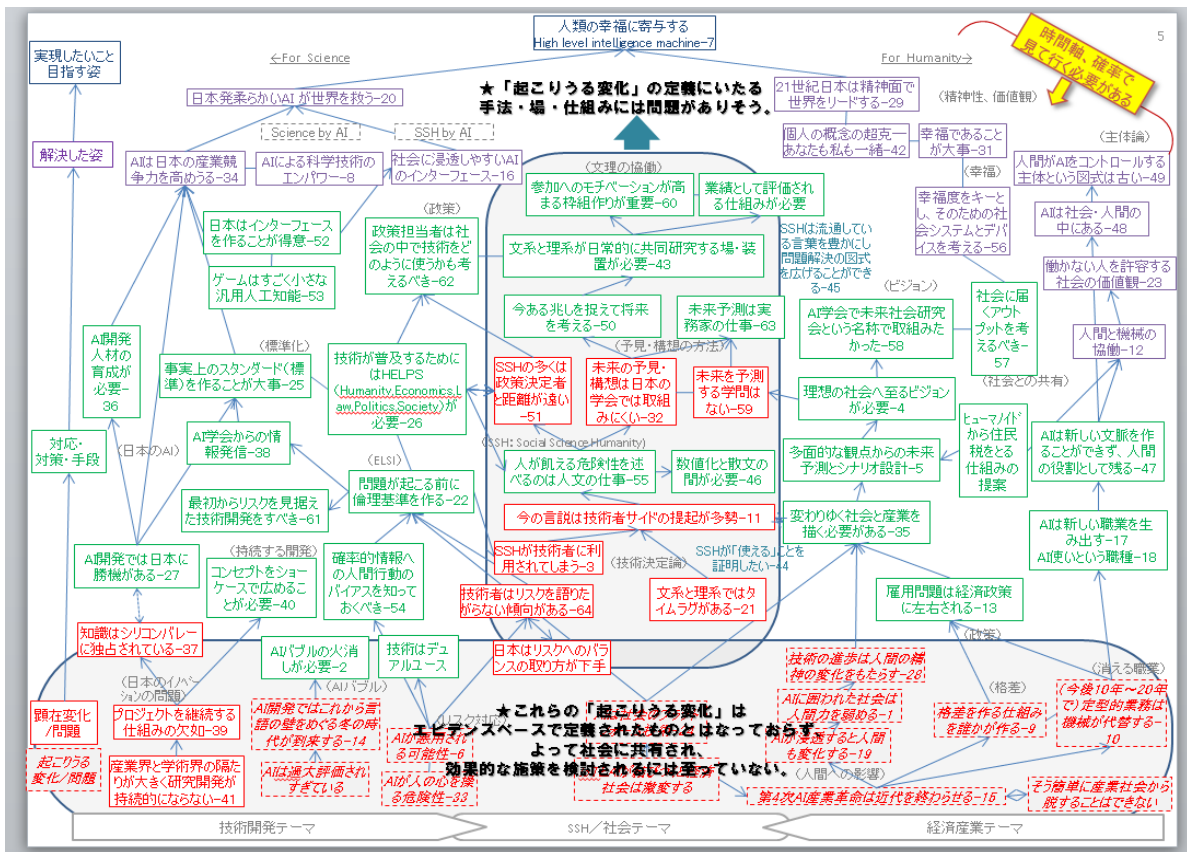 人類の幸福に寄与する
High level intelligence machine-7
5
実現したいこと
目指す姿
←For Science
For Humanity→
時間軸、確率で
見て行く必要がある
★「起こりうる変化」の定義にいたる
手法・場・仕組みには問題がありそう。
日本発柔らかいAIが世界を救う-20
21世紀日本は精神面で
世界をリードする-29
(精神性、価値観)
Science by AI
SSH by AI
個人の概念の超克―
あなたも私も一緒-42
幸福であること
が大事-31
(主体論)
解決した姿
AIは日本の産業競
争力を高めうる-34
AIによる科学技術の
エンパワー-8
社会に浸透しやすいAI
のインターフェース-16
(文理の協働)
(幸福)
人間がAIをコントロールする
主体という図式は古い-49
参加へのモチベーションが高
まる枠組作りが重要-60
業績として評価され
る仕組みが必要
幸福度をキーと
し、そのための社
会システムとデバ
イスを考える-56
(政策)
日本はインターフェース
を作ることが得意-52
政策担当者は社
会の中で技術をど
のように使うかも考
えるべき-62
SSHは流通してい
る言葉を豊かにし
問題解決の図式
を広げることができ
る-45
AIは社会・人間の
中にある-48
文系と理系が日常的に共同研究する場・装
置が必要-43
ゲームはすごく小さな
汎用人工知能-53
働かない人を許容する
社会の価値観-23
(ビジョン)
今ある兆しを捉えて将来
を考える-50
未来予測は実
務家の仕事-63
AI学会で未来社会研究
会という名称で取組みた
かった-58
社会に届
くアウト
プットを考
えるべき-
57
AI開発
人材の
育成が
必要-
36
(標準化)
(予見・構想の方法)
人間と機械の
協働-12
事実上のスタンダード(標
準)を作ることが大事-25
技術が普及するためには
HELPS
(Humanity,Economics,L
aw,Politics,Society)が
必要-26
SSHの多くは
政策決定者
と距離が遠い
-51
未来の予見・
構想は日本の
学会では取組
みにくい-32
未来を予測
する学問は
ない-59
理想の社会へ至るビジョン
が必要-4
(社会との共有)
対応・
対策・手段
(日本のAI)
AI学会からの情
報発信-38
(SSH: Social Science Humanity)
ヒューマノイド
から住民
税をとる
仕組みの
提案
(ELSI)
人が飢える危険性を述
べるのは人文の仕事-55
数値化と散文の
間が必要-46
多面的な観点からの未来
予測とシナリオ設計-5
AIは新しい文脈を作
ることができず、人間
の役割として残る-47
問題が起こる前に
倫理基準を作る-22
最初からリスクを見据え
た技術開発をすべき-61
今の言説は技術者サイドの提起が多勢-11
変わりゆく社会と産業を
描く必要がある-35
AIは新しい職業を生
み出す-17
AI使いという職種-18
(持続する開発)
AI開発では日本に
勝機がある-27
コンセプトをショー
ケースで広めるこ
とが必要-40
確率的情報へ
の人間行動の
バイアスを知って
おくべき-54
SSHが技術者に利
用されてしまう-3
(技術決定論)
SSHが「使える」ことを
証明したい-44
技術者はリスクを語りた
がらない傾向がある-64
文系と理系ではタ
イムラグがある-21
雇用問題は経済政策
に左右される-13
知識はシリコンバレー
に独占されている-37
AIバブルの火消
しが必要-2
技術はデュ
アルユース
日本はリスクへのバラ
ンスの取り方が下手
(政策)
技術の進歩は人間の精
神の変化をもたらす-28
(消える職業)
(日本のイノベー
ションの問題)
(AIバブル)
顕在変化
/問題
プロジェクトを継続する
仕組みの欠如-39
AI開発ではこれから言
語の壁をめぐる冬の時
代が到来する-14
(リスク対応)
★これらの「起こりうる変化」は
エビデンスベースで定義されたものとはなっておらず、
よって社会に共有され、
効果的な施策を検討されるには至っていない。
AIに囲われた社会は
人間力を弱める-1
(格差)
格差を作る仕組み
を誰かが作る-9
(今後10年～20年
で)定型的業務は
機械が代替する-
10
AIが悪用され
る可能性-6
AIが浸透すると人間
も変化する-19
起こりうる
変化/問題
産業界と学術界の隔た
りが大きく研究開発が
持続的にならない-41
AIは過大評価され
すぎている
AIが人の心を操
る危険性-33
社会は激変する
(人間への影響)
第4次AI産業革命は近代を終わらせる-15
そう簡単に産業社会から
脱することはできない
技術開発テーマ
SSH/社会テーマ
経済産業テーマ